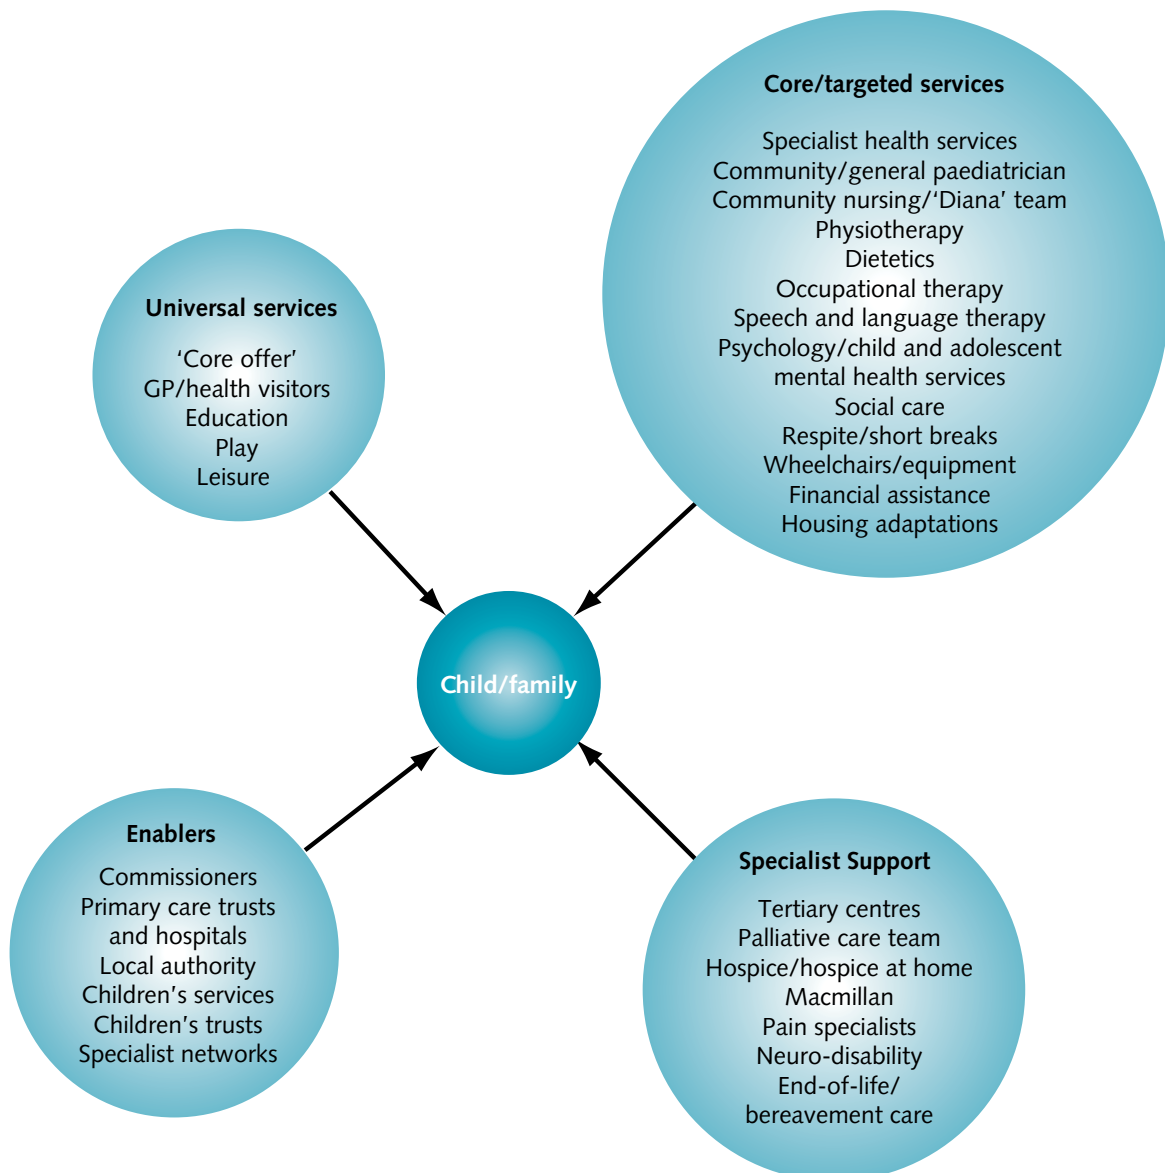 Core/targeted services
Specialist health services
Community/general paediatrician
Community nursing/‘Diana’ team
Physiotherapy
Dietetics
Occupational therapy
Speech and language therapy
Psychology/child and adolescent
mental health services
Social care
Respite/short breaks
Wheelchairs/equipment
Financial assistance
Housing adaptations
Universal services
‘Core offer’
GP/health visitors
Education
Play
Leisure
Child/family
Enablers
Commissioners
Primary care trusts
and hospitals
Local authority
Children’s services
Children’s trusts
Specialist networks
Specialist Support
Tertiary centres
Palliative care team
Hospice/hospice at home
Macmillan
Pain specialists
Neuro-disability
End-of-life/
bereavement care